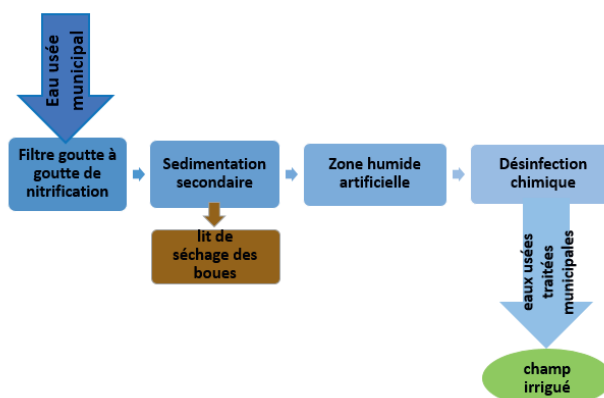 Eau usée
municipal
Filtre goutte à
goutte de
nitrification
Sedimentation
secondaire
Zone humide
artificielle
Désinfection
chimique
lit de
séchage des
boues
eaux usées
traitées
municipales
champ
irrigué